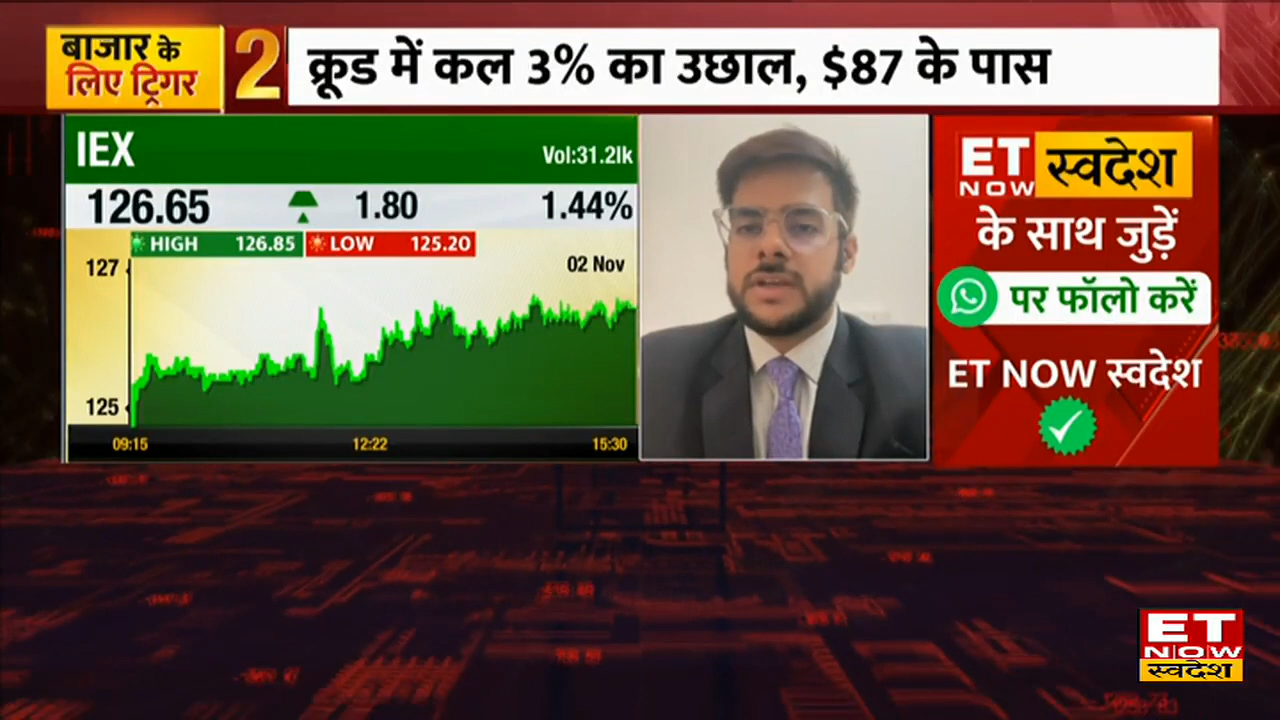 बाजार के
लिए ट्रिगर
2
क्रूड में कल 3% का उछाल, $87 के पास
IEX
Vol:31.2lk
126.65 1.80 1.44%
HIGH 126.85 LOW 125.20
02 Nov
127
125
09:15 12:22 15:30
ET
NOW
स्वदेश
के साथ जुड़ें
पर फॉलो करें
ET NOW स्वदेश
ET
NOW
स्वदेश